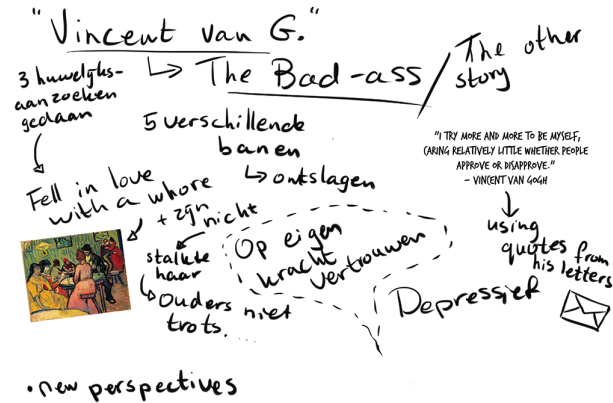 "Vincent van G."
The Bad-ass
The other
story
3 huwelijks-
aanzoeken
gedaan
5 verschillende
banen
ontslagen
"I TRY MORE AND MORE TO BE MYSELF,
CARING RELATIVELY LITTLE WHETHER PEOPLE
APPROVE OR DISAPPROVE."
– VINCENT VAN GOGH
using
quotes from
his letters
Fell in love
with a whore
+ zijn
nicht
stalkte
haar
Ouders niet
trots....
Op eigen
kracht
vertrouwen
Depressief
•new perspectives